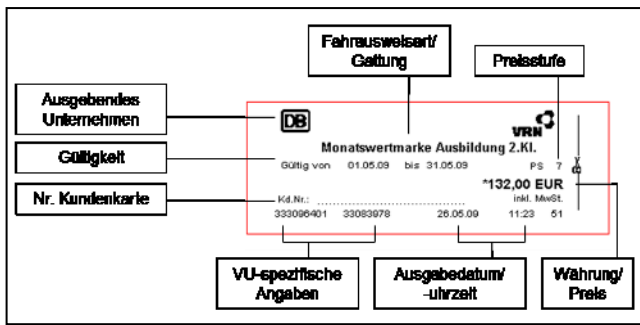 Fahrausweisart/
Gattung
Preisstufe
Ausgebendes
Unternehmen
DB
VRN
Monatswertmarke Ausbildung 2.Kl.
Gültigkeit
Gültig von 01.05.09 bis 31.05.09 PS 7
*132,00 EUR
inkl. MwSt.
Nr. Kundenkarte
Kd.Nr.:
333096401 33083978 26.05.09 11:23 51
VU-spezifische
Angaben
Ausgabedatum/
-uhrzeit
Währung/
Preis